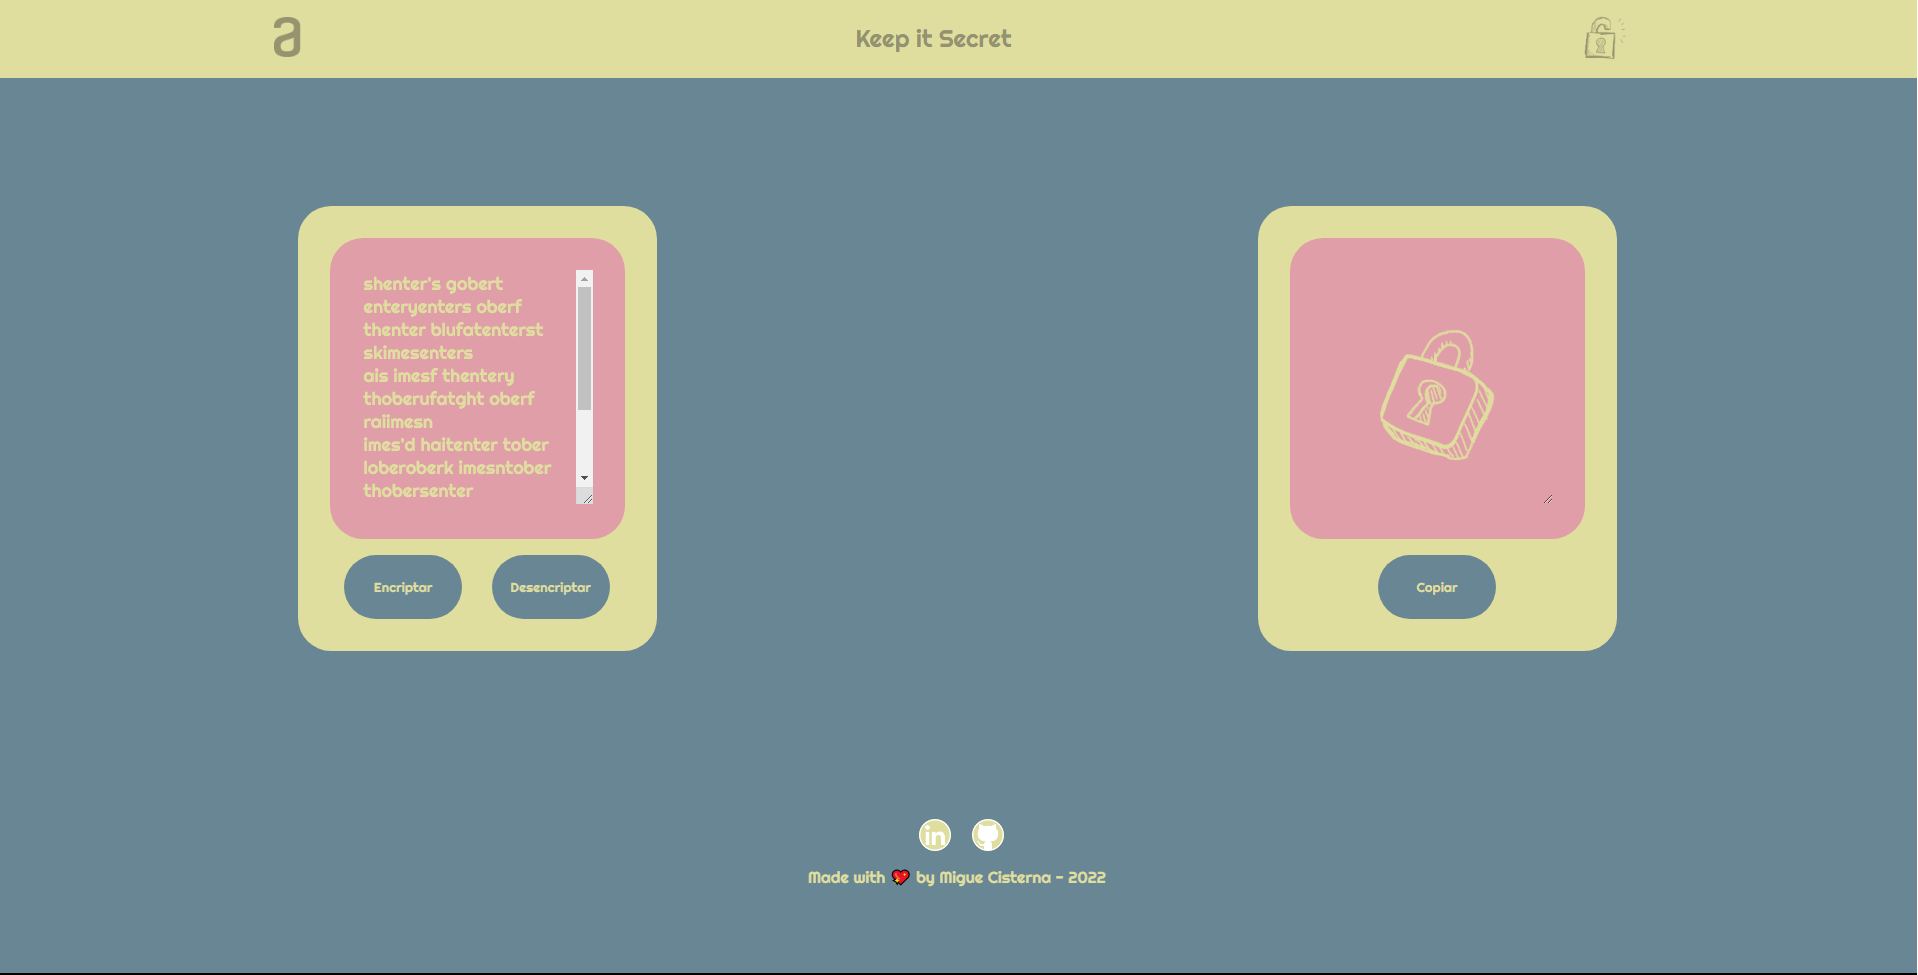 a
Keep it Secret
shenter's gobert
enteryenters oberf
thenter blufatenterst
skimesenters
ais imesf thentery
thoberufatght oberf
raiimesn
imes'd haitenter tober
loberoberk imesntober
thobersenter
Encriptar
Desencriptar
Copiar
in
Made with 💖 by Migue Cisterna - 2022